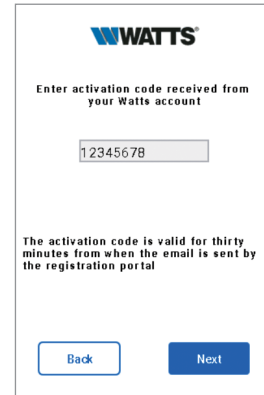 WATTS®
Enter activation code received from
your Watts account
12345678
The activation code is valid for thirty
minutes from when the email is sent by
the registration portal
Back
Next